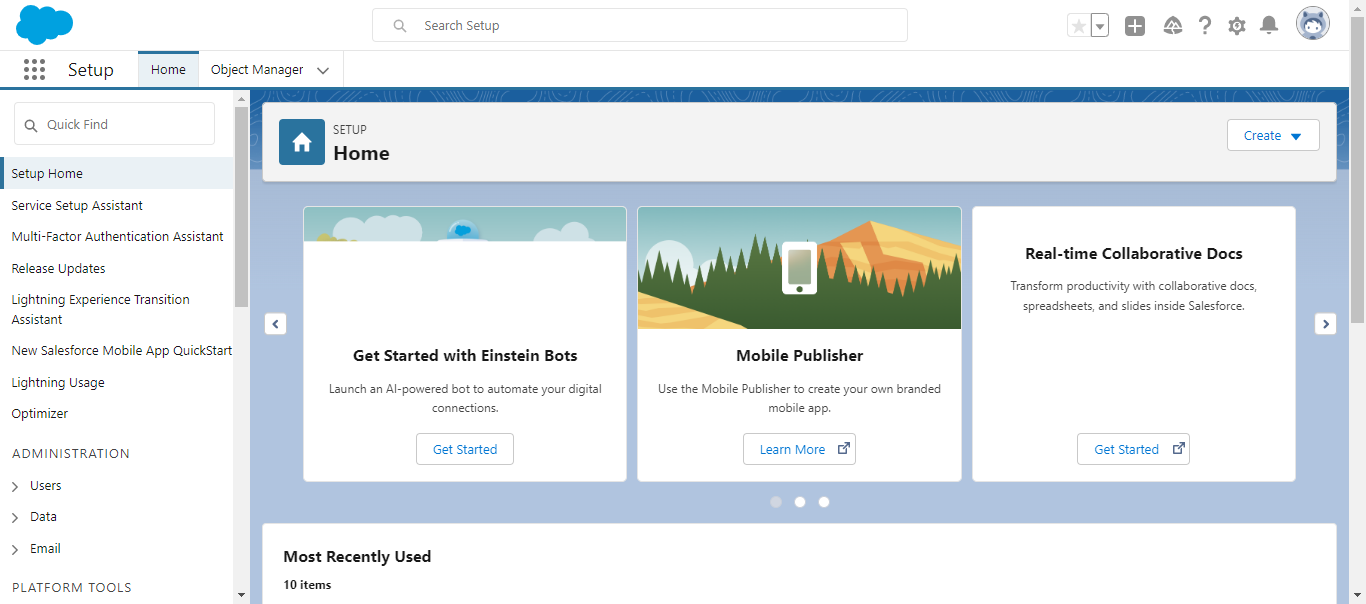 Search Setup
Setup
Home
Object Manager
Quick Find
Setup Home
Service Setup Assistant
Multi-Factor Authentication Assistant
Release Updates
Lightning Experience Transition
Assistant
New Salesforce Mobile App QuickStart
Lightning Usage
Optimizer
ADMINISTRATION
Users
Data
Email
PLATFORM TOOLS
SETUP
Home
Create
Get Started with Einstein Bots
Launch an AI-powered bot to automate your digital
connections.
Get Started
Mobile Publisher
Use the Mobile Publisher to create your own branded
mobile app.
Learn More
Real-time Collaborative Docs
Transform productivity with collaborative docs,
spreadsheets, and slides inside Salesforce.
Get Started
Most Recently Used
10 items